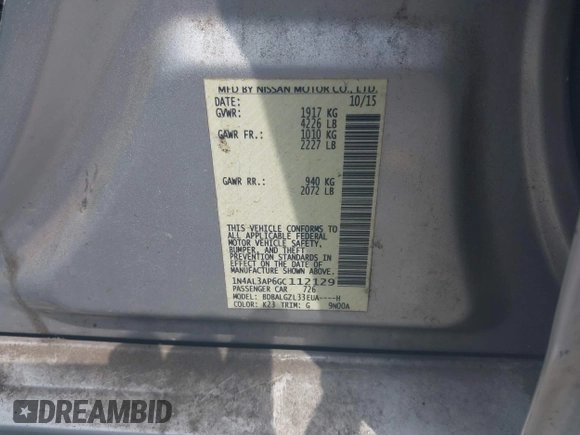 MFD BY NISSAN MOTOR CO., LTD.
DATE: 10/15
GVWR: 1917 KG
4226 LB
GAWR FR.: 1010 KG
2227 LB
GAWR RR.: 940 KG
2072 LB
THIS VEHICLE CONFORMS TO
ALL APPLICABLE FEDERAL
MOTOR VEHICLE SAFETY,
BUMPER, AND THEFT
PREVENTION STANDARDS IN
EFFECT ON THE DATE OF
MANUFACTURE SHOWN ABOVE.
1N4AL3AP6GC112129
PASSENGER CAR 726
MODEL: BDBALGZL33EUA----H
COLOR: K23 TRIM: G 9N00A
DREAMBID